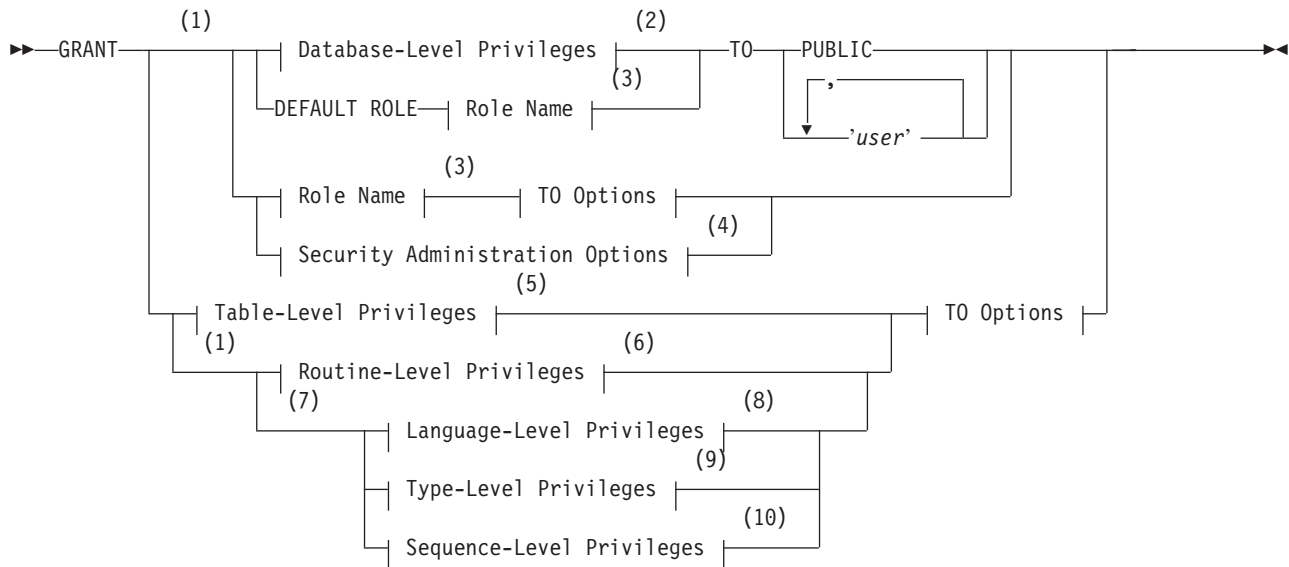 (1) (2)
GRANT Database-Level Privileges TO PUBLIC
(3) ,
DEFAULT ROLE Role Name
’user’
(3)
Role Name TO Options
(4)
Security Administration Options
(5)
Table-Level Privileges TO Options
(1) (6)
Routine-Level Privileges
(7) (8)
Language-Level Privileges
(9)
Type-Level Privileges
(10)
Sequence-Level Privileges